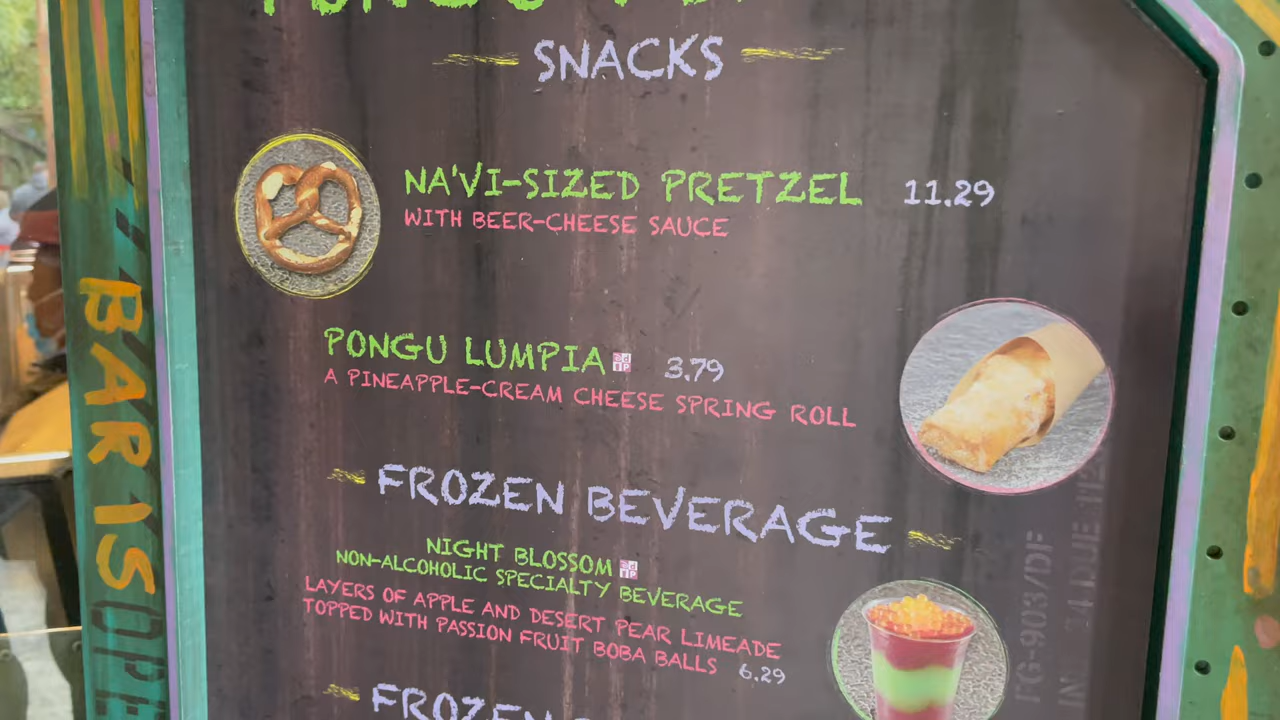 SNACKS
NA'VI-SIZED PRETZEL 11.29
WITH BEER-CHEESE SAUCE
PONGU LUMPIA 3.79
A PINEAPPLE-CREAM CHEESE SPRING ROLL
FROZEN BEVERAGE
NIGHT BLOSSOM
NON-ALCOHOLIC SPECIALTY BEVERAGE
LAYERS OF APPLE AND DESERT PEAR LIMEADE
TOPPED WITH PASSION FRUIT BOBA BALLS 6.29
FROZEN
BAR IS OPE